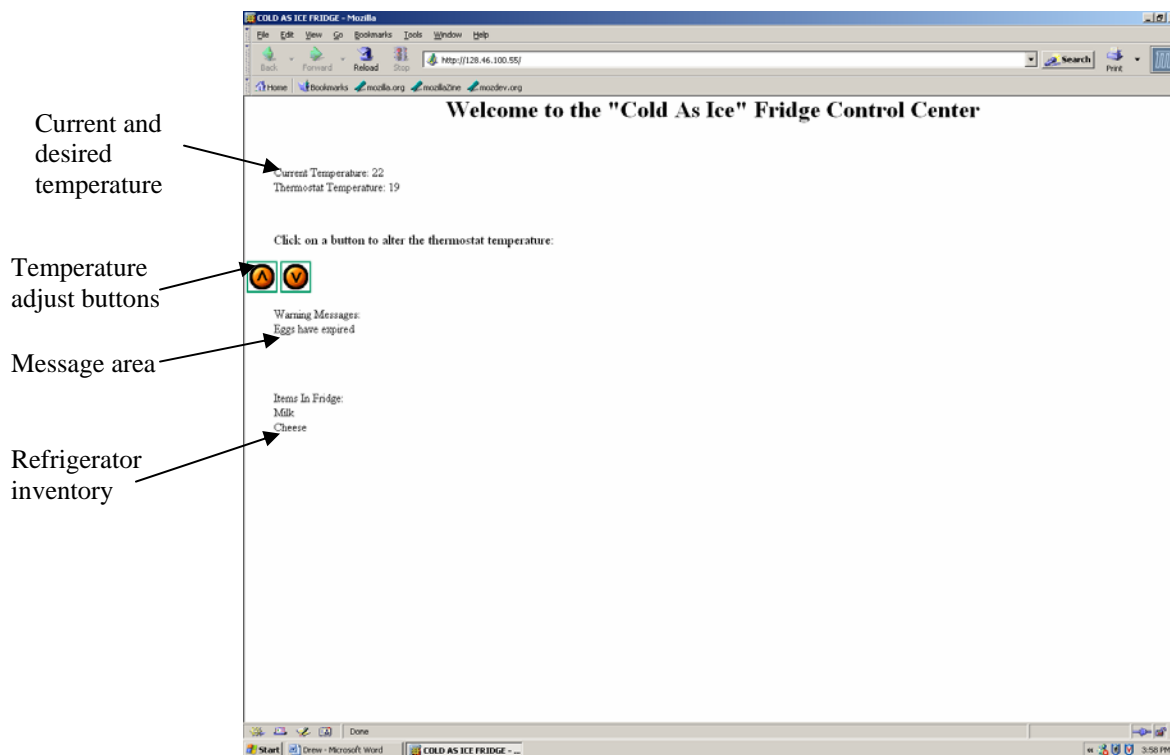 COLD AS ICE FRIDGE - Mozilla
File Edit View Go Bookmarks Tools Window Help
Back Forward Reload Stop http://128.46.100.55/ Search Print
Home Bookmarks mozilla.org mozillaZine mozdev.org
Welcome to the "Cold As Ice" Fridge Control Center
Current and
desired
temperature
Current Temperature: 22
Thermostat Temperature: 19
Click on a button to alter the thermostat temperature:
Temperature
adjust buttons
Warning Messages:
Eggs have expired
Message area
Items In Fridge:
Milk
Cheese
Refrigerator
inventory
Done
Start Drew - Microsoft Word COLD AS ICE FRIDGE - ... 3:58 PM